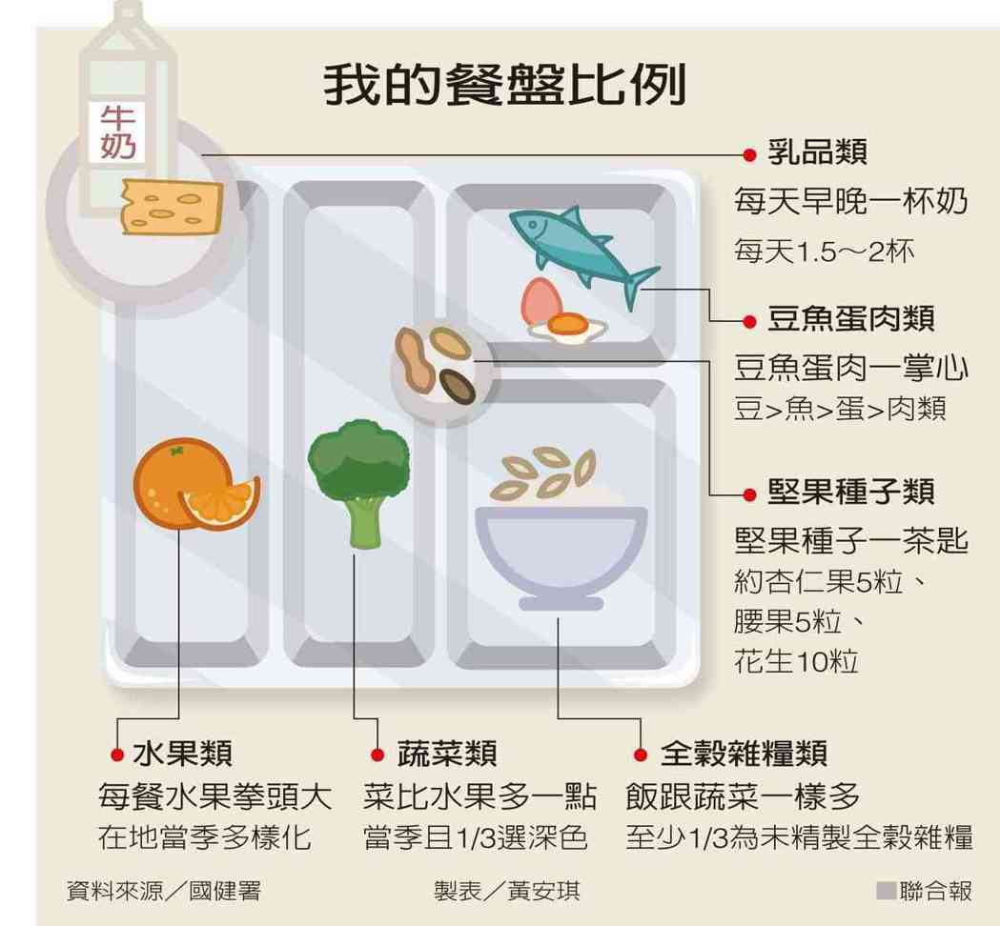 我的餐盤比例
牛
奶
乳品類
每天早晚一杯奶
每天1.5～2杯
豆魚蛋肉類
豆魚蛋肉一掌心
豆>魚>蛋>肉類
堅果種子類
堅果種子一茶匙
約杏仁果5粒、
腰果5粒、
花生10粒
水果類
每餐水果拳頭大
在地當季多樣化
蔬菜類
菜比水果多一點
當季且1/3選深色
全穀雜糧類
飯跟蔬菜一樣多
至少1/3為未精製全穀雜糧
資料來源／國健署
製表／黃安琪
聯合報